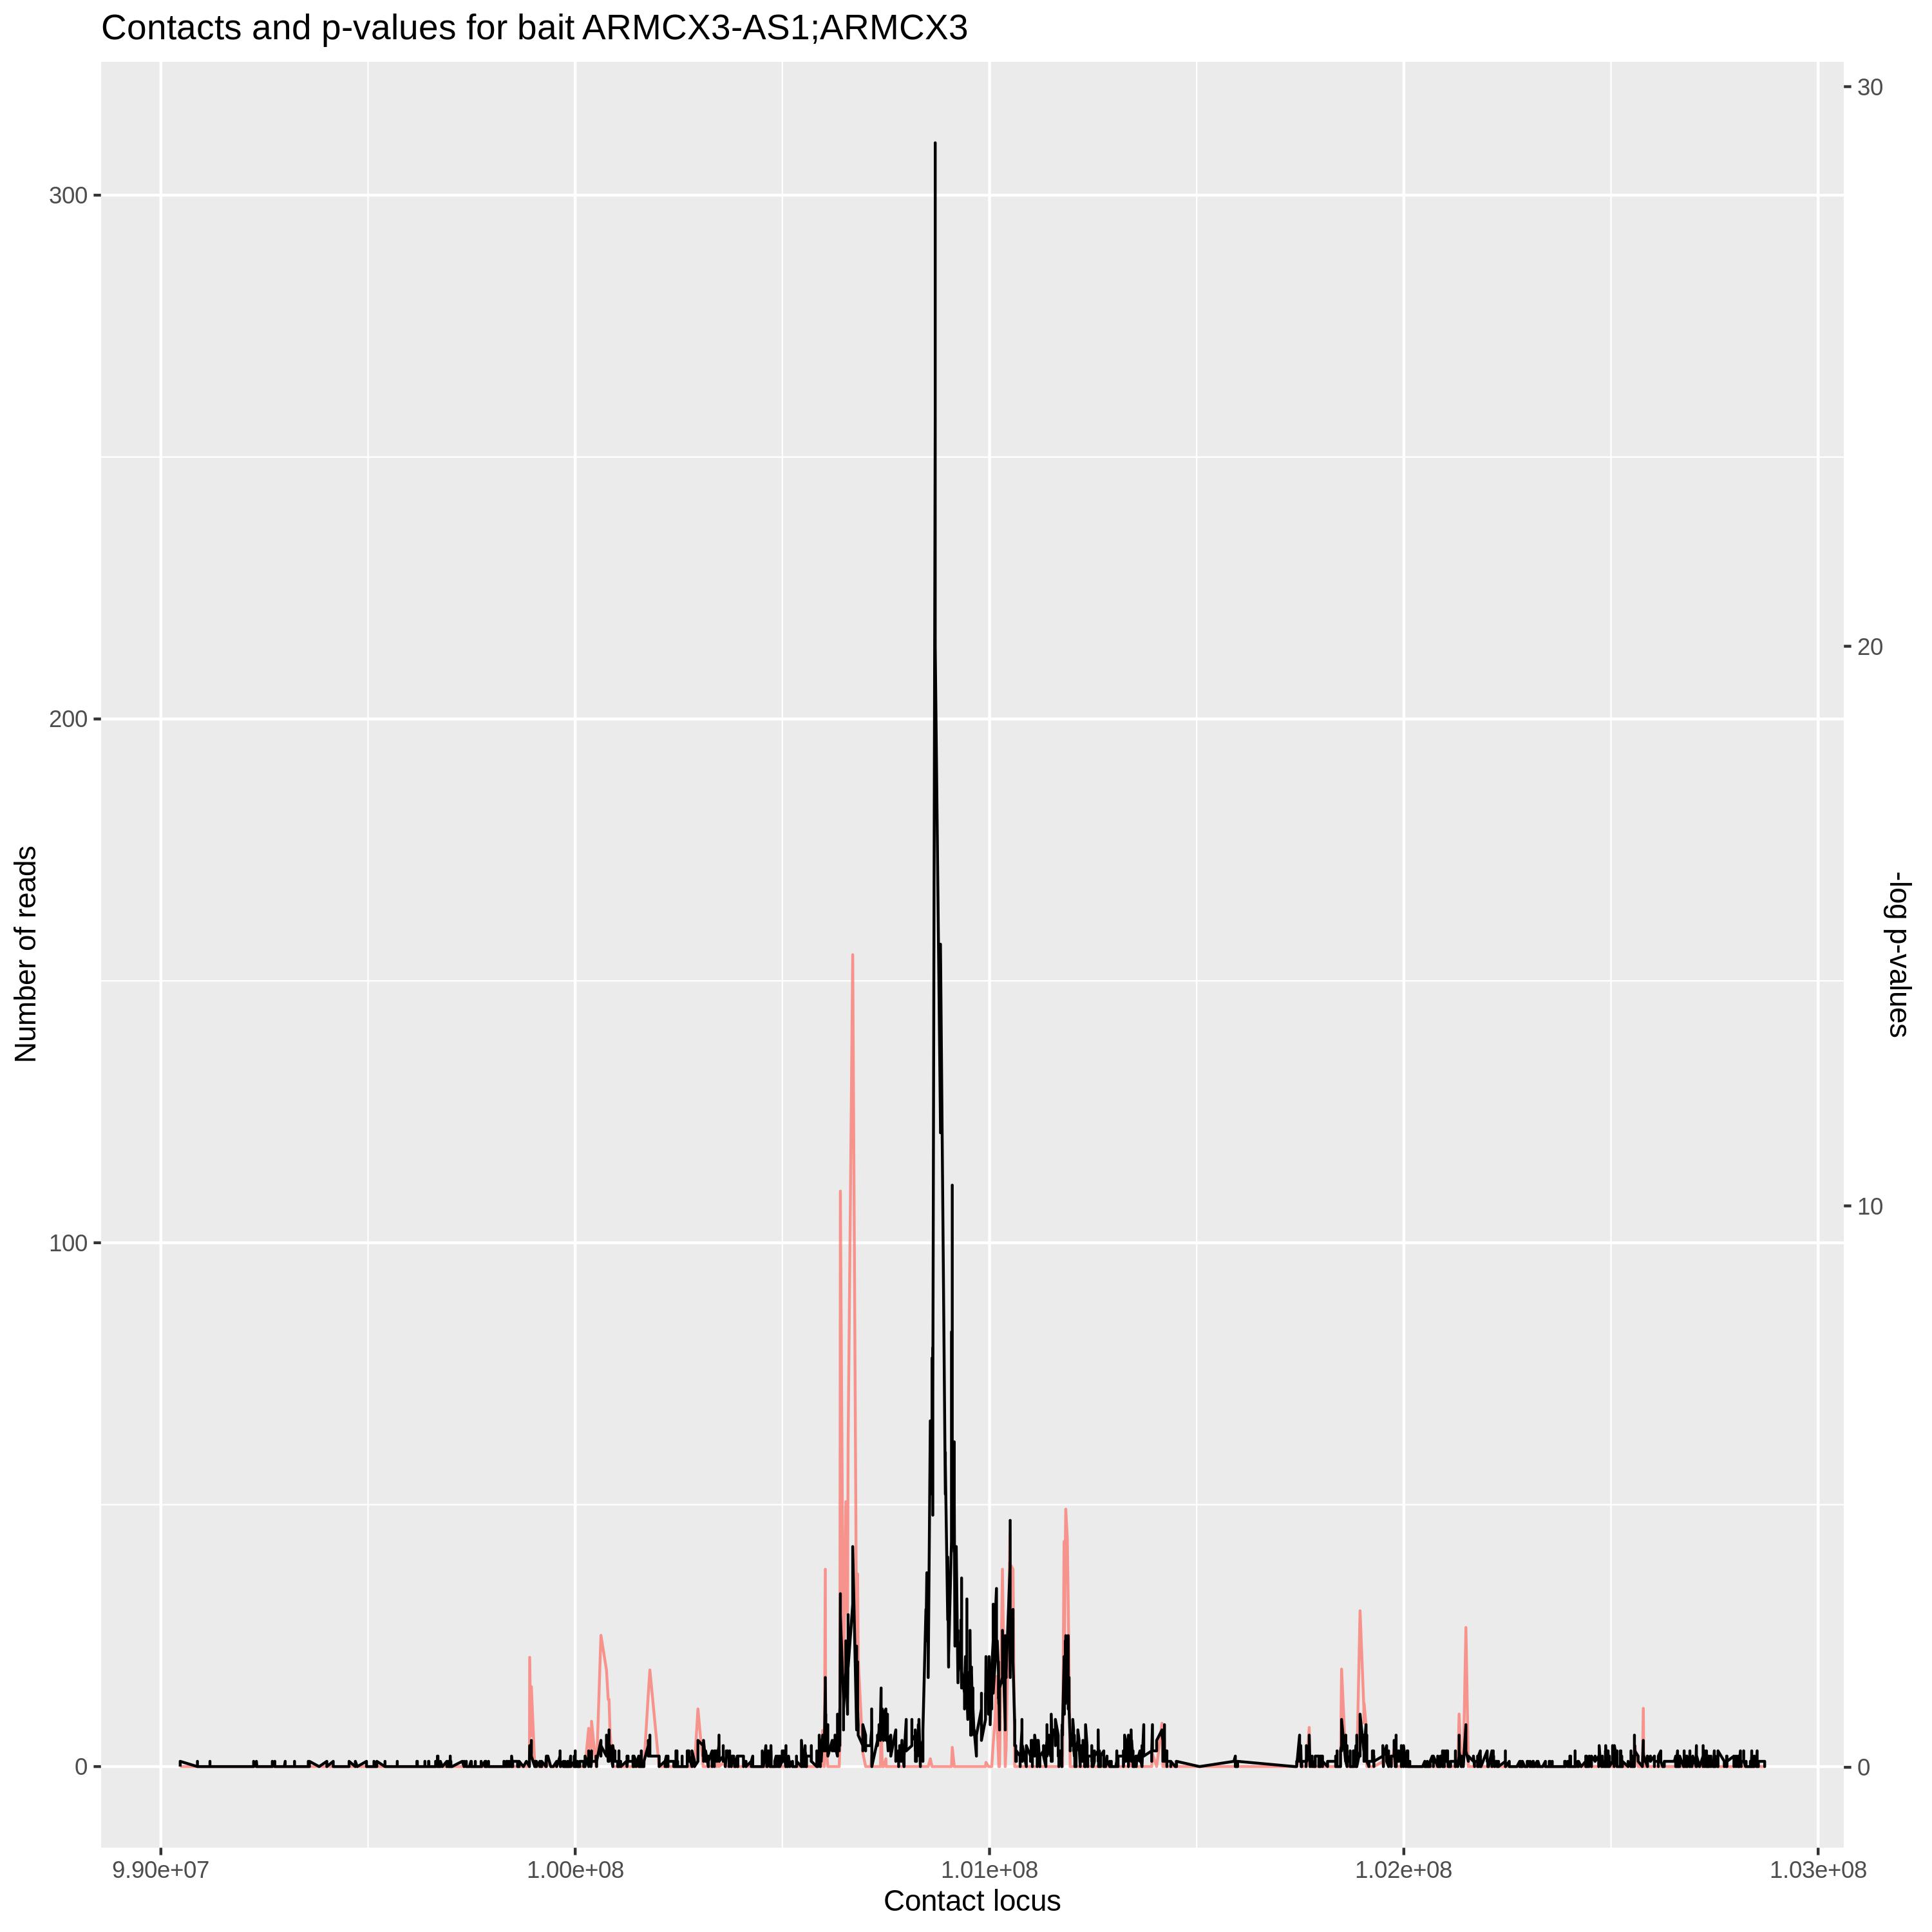 Contacts and p-values for bait ARMCX3-AS1;ARMCX3
30
300
20
200
Number of reads
-log p-values
10
100
0
0
9.90e+07
1.00e+08
1.01e+08
1.02e+08
1.03e+08
Contact locus